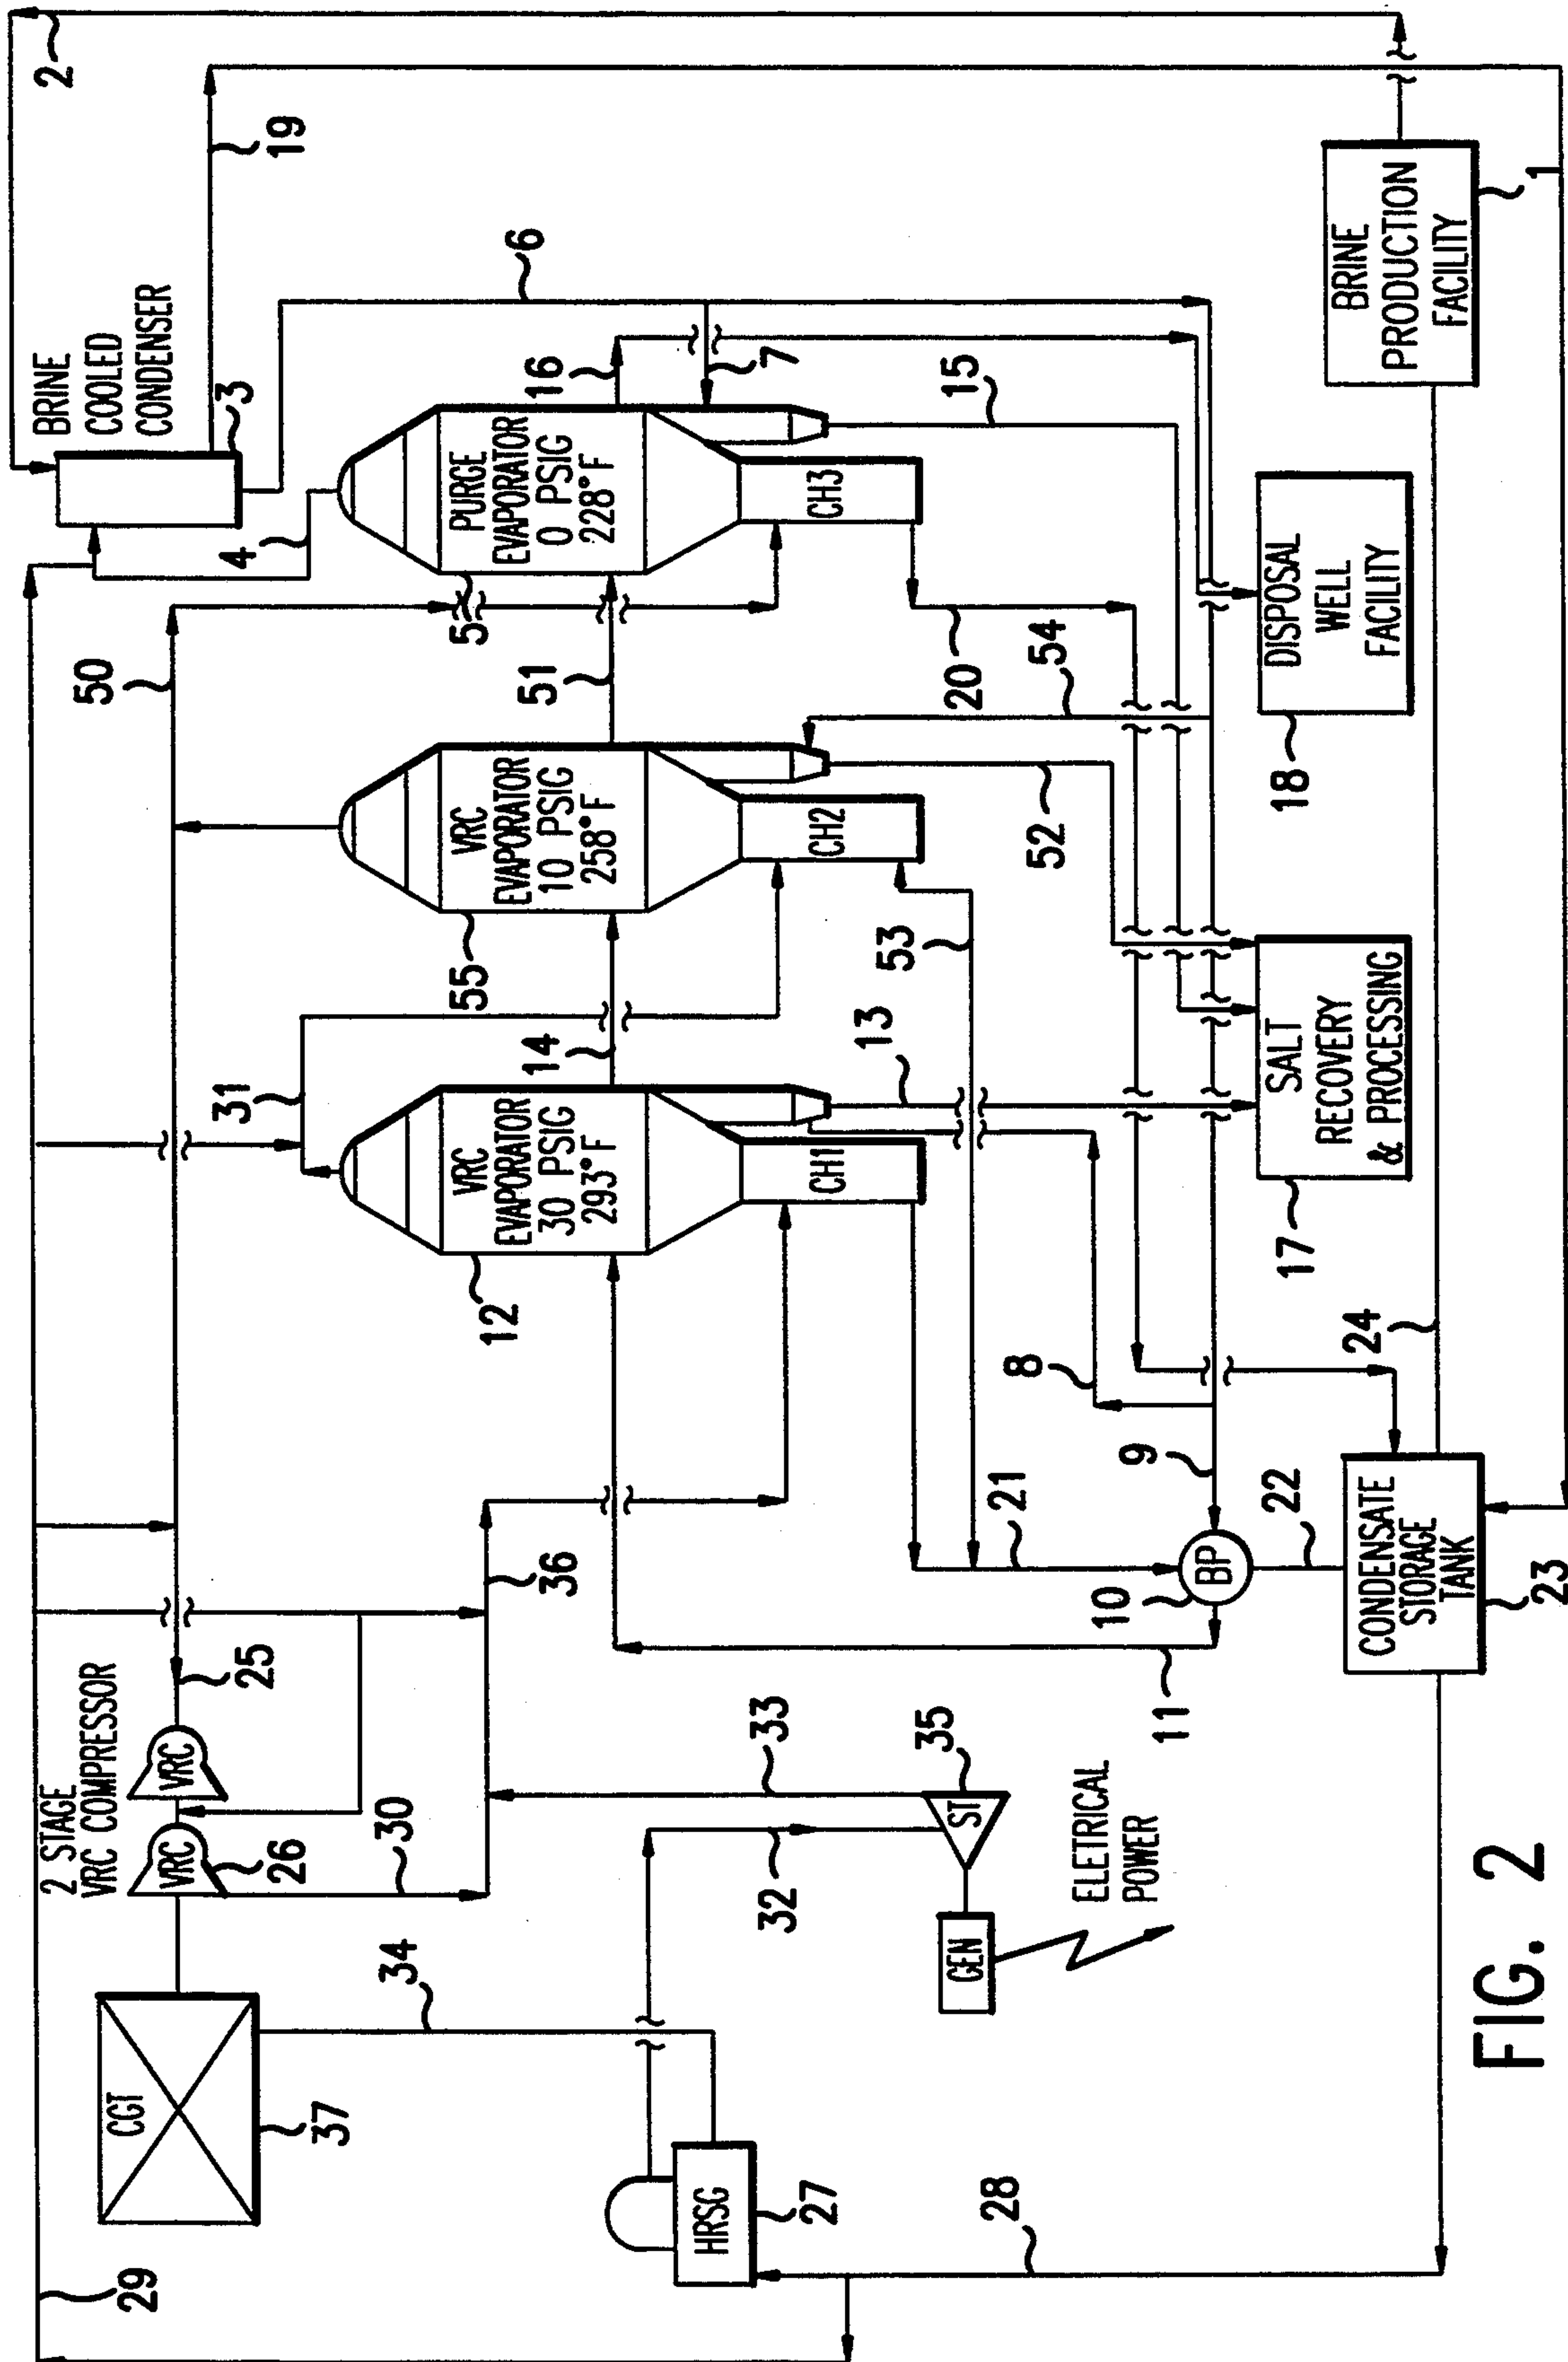 2 STAGE
VRC COMPRESSOR
VRC
VRC
26
25
30
CGT
37
34
29
HRSG
27
28
32
33
ST
35
GEN
ELETRICAL
POWER
36
50
31
VRC
EVAPORATOR
30 PSIG
293°F
12
CH1
14
VRC
EVAPORATOR
10 PSIG
258°F
55
CH2
51
PURGE
EVAPORATOR
0 PSIG
228°F
5
CH3
4
BRINE
COOLED
CONDENSER
3
2
19
6
16
7
15
20
54
52
53
13
8
9
21
BP
10
11
22
CONDENSATE
STORAGE
TANK
23
24
SALT
RECOVERY
& PROCESSING
17
DISPOSAL
WELL
FACILITY
18
BRINE
PRODUCTION
FACILITY
1
FIG. 2